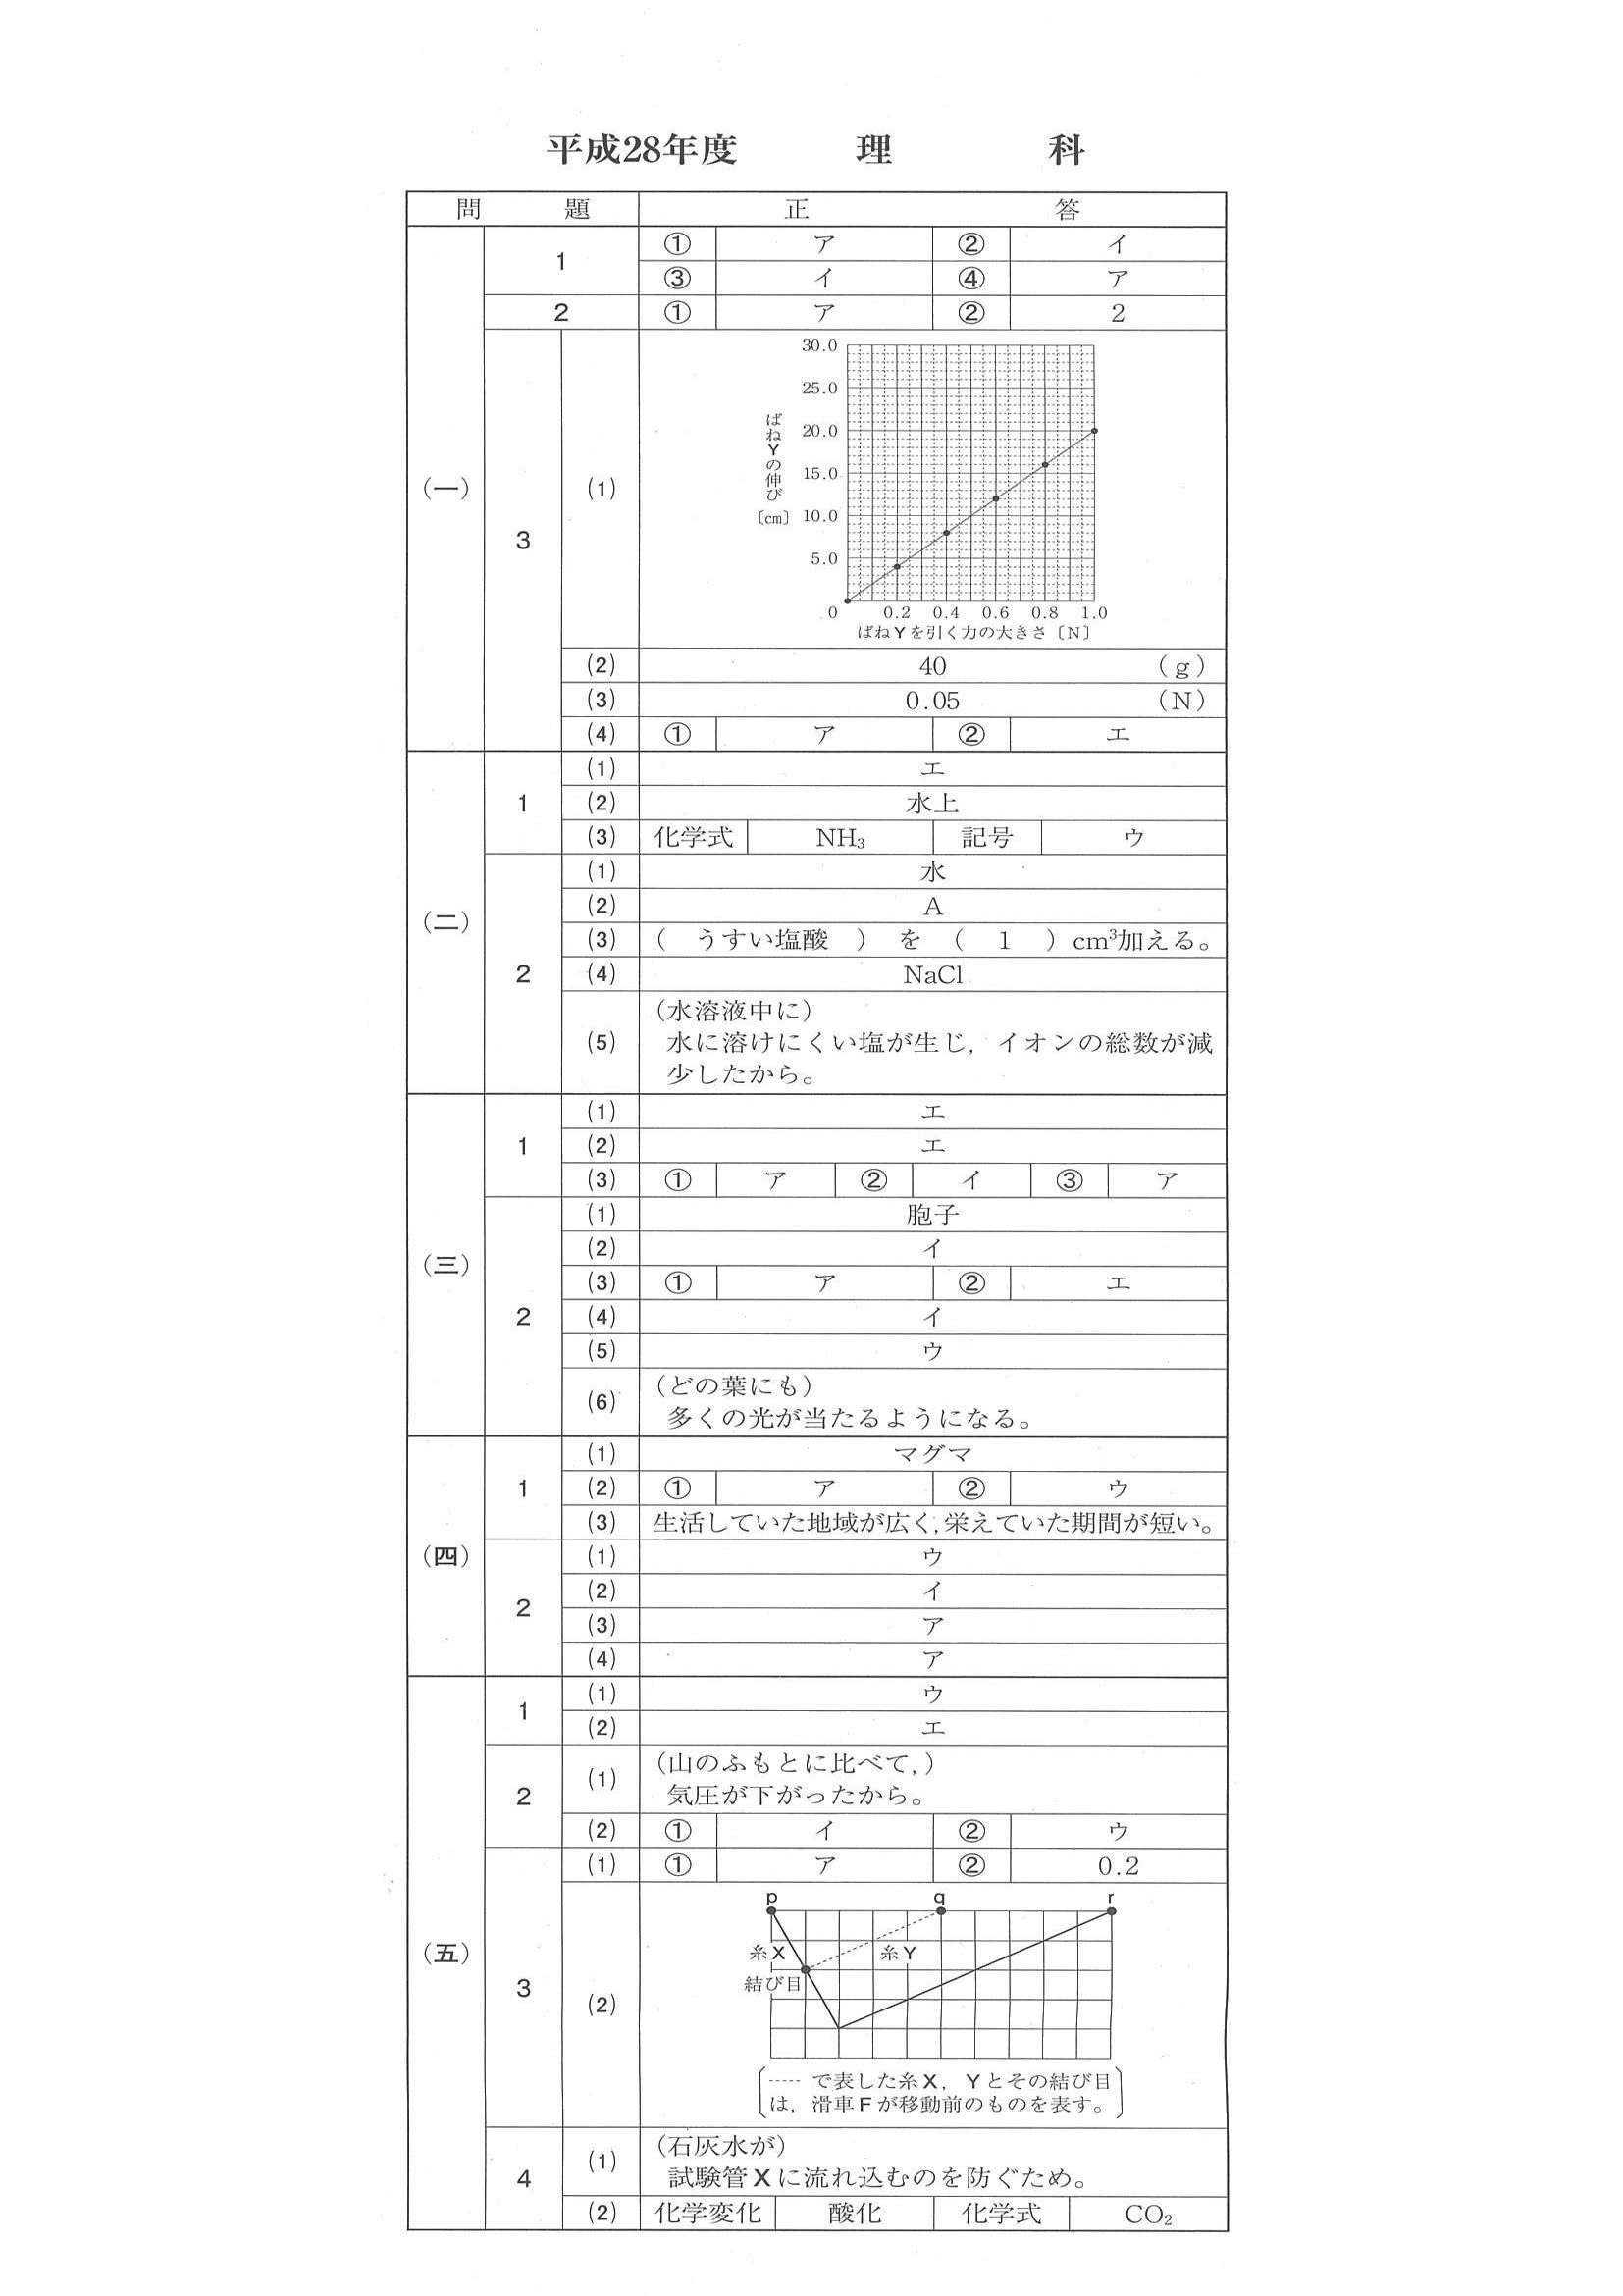 平成28年度 理 科
問 題 正 答
(一) 1 ① ア ② イ
③ イ ④ ア
2 ① ア ② 2
3 (1)
30.0
25.0
20.0
15.0
10.0
5.0
0 0.2 0.4 0.6 0.8 1.0
ばねYの伸び〔cm〕
ばねYを引く力の大きさ〔N〕
(2) 40 (g)
(3) 0.05 (N)
(4) ① ア ② エ
(二) 1 (1) エ
(2) 水上
(3) 化学式 NH₃ 記号 ウ
2 (1) 水
(2) A
(3) ( うすい塩酸 ) を ( 1 ) cm³加える。
(4) NaCl
(5) (水溶液中に)
水に溶けにくい塩が生じ，イオンの総数が減
少したから。
(三) 1 (1) エ
(2) エ
(3) ① ア ② イ ③ ア
2 (1) 胞子
(2) イ
(3) ① ア ② エ
(4) イ
(5) ウ
(6) (どの葉にも)
多くの光が当たるようになる。
(四) 1 (1) マグマ
(2) ① ア ② ウ
(3) 生活していた地域が広く，栄えていた期間が短い。
2 (1) ウ
(2) イ
(3) ア
(4) ア
(五) 1 (1) ウ
(2) エ
2 (1) (山のふもとに比べて，)
気圧が下がったから。
(2) ① イ ② ウ
3 (1) ① ア ② 0.2
(2)
p q r
糸X 糸Y
結び目
----- で表した糸X，Yとその結び目
は，滑車Fが移動前のものを表す。
4 (1) (石灰水が)
試験管Xに流れ込むのを防ぐため。
(2) 化学変化 酸化 化学式 CO₂